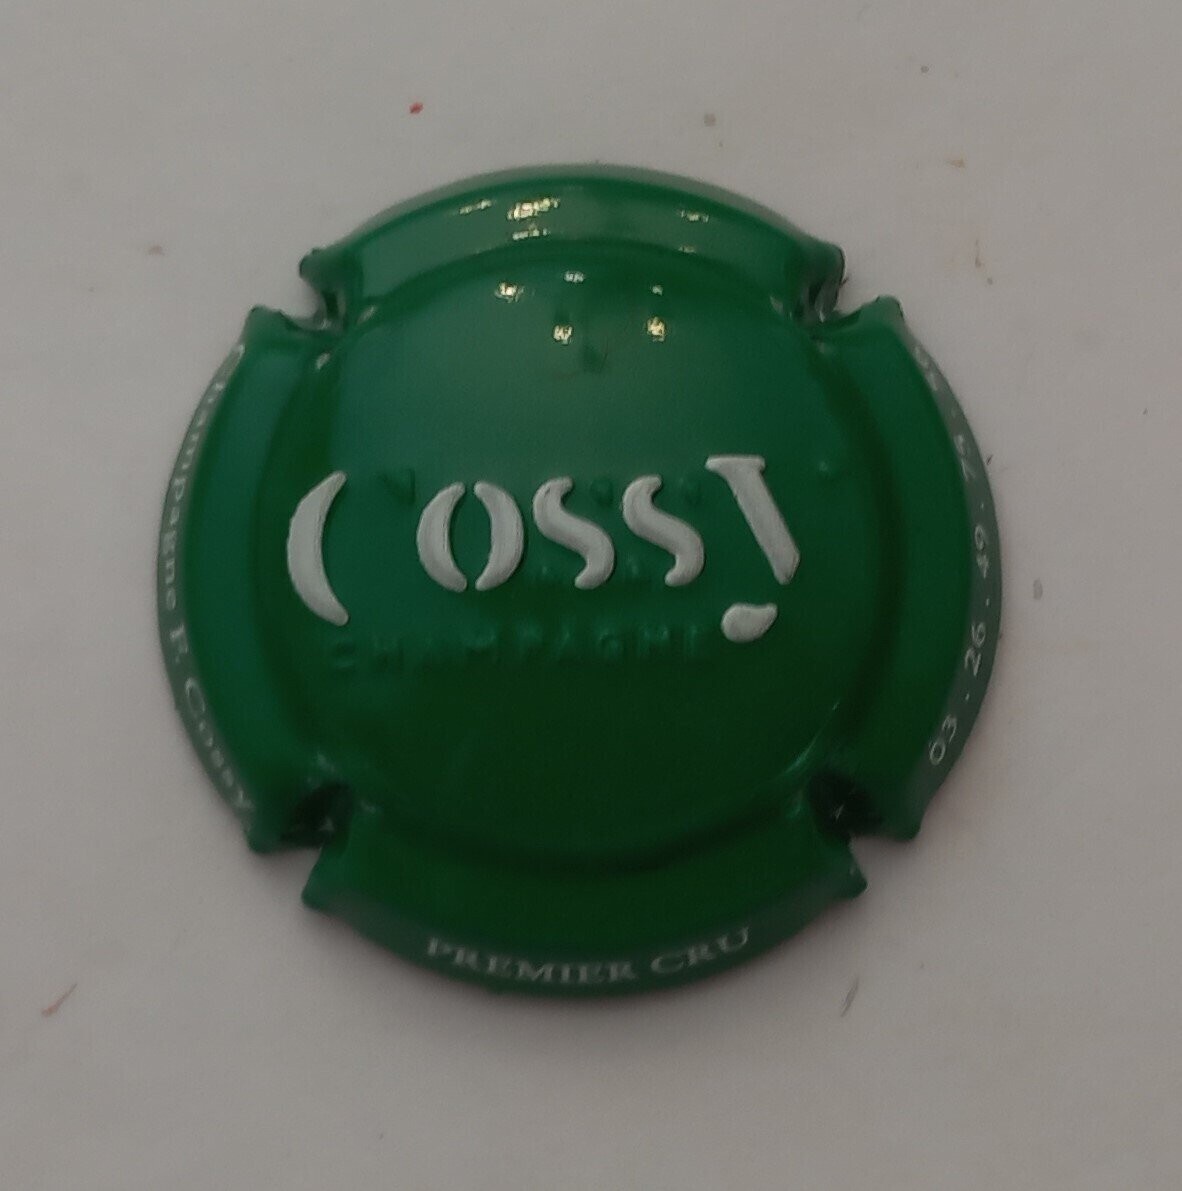 Cossy
CHAMPAGNE
Champagne F. Cossy
PREMIER CRU
03 . 26 . 49 . 75